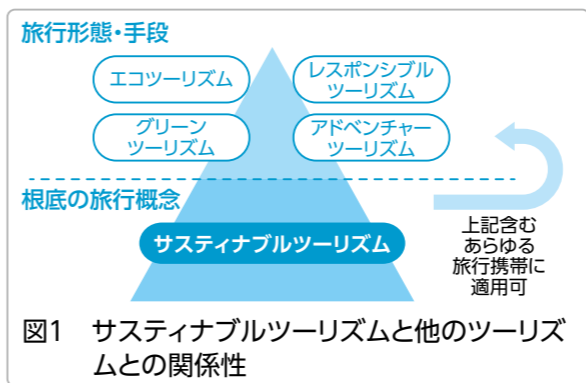 旅行形態・手段
エコツーリズム
レスポンシブル
ツーリズム
グリーン
ツーリズム
アドベンチャー
ツーリズム
根底の旅行概念
サスティナブルツーリズム
上記含む
あらゆる
旅行携帯に
適用可
図1 サスティナブルツーリズムと他のツーリズ
ムとの関係性